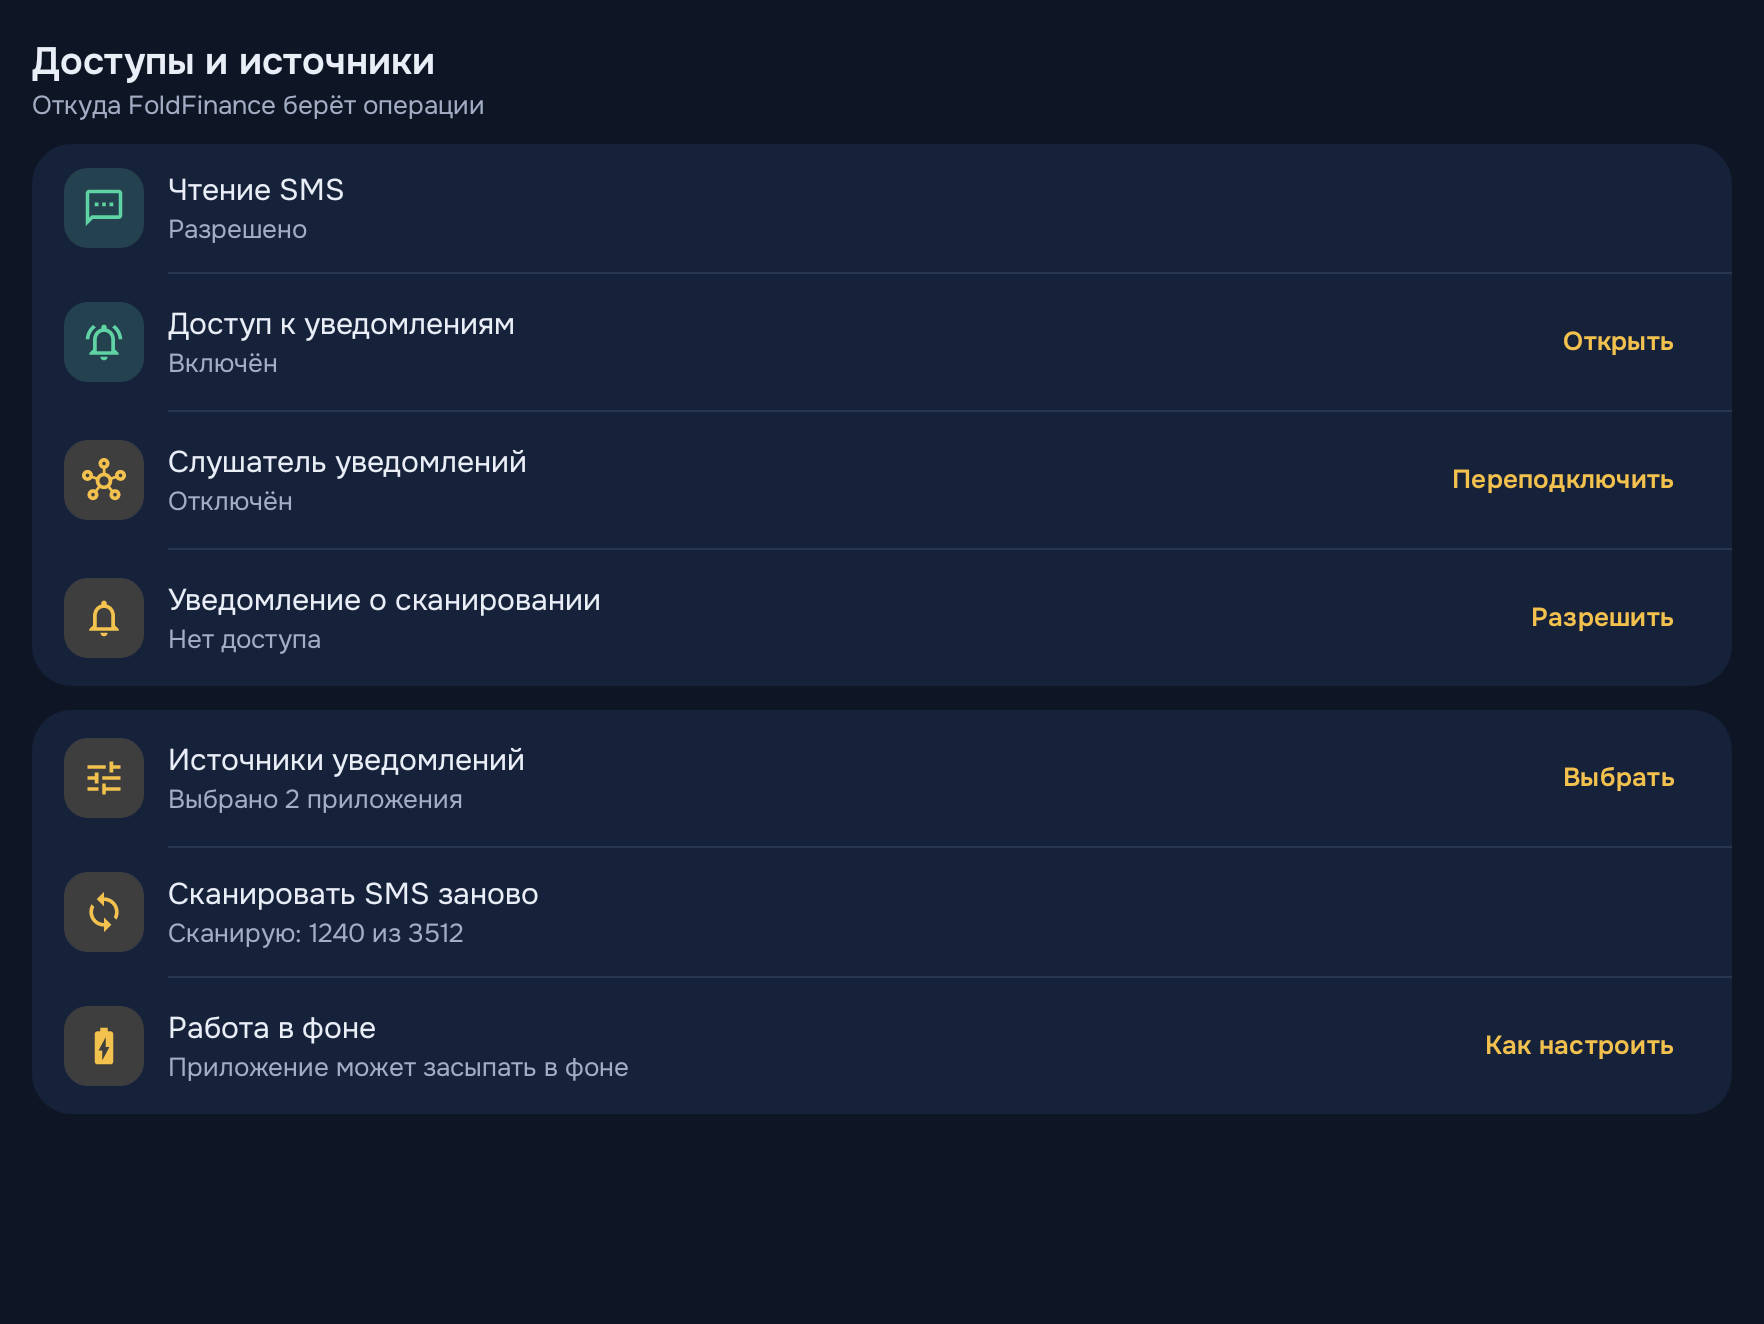 Доступы и источники
Откуда FoldFinance берёт операции
Чтение SMS
Разрешено
Доступ к уведомлениям
Включён
Открыть
Слушатель уведомлений
Отключён
Переподключить
Уведомление о сканировании
Нет доступа
Разрешить
Источники уведомлений
Выбрано 2 приложения
Выбрать
Сканировать SMS заново
Сканирую: 1240 из 3512
Работа в фоне
Приложение может засыпать в фоне
Как настроить